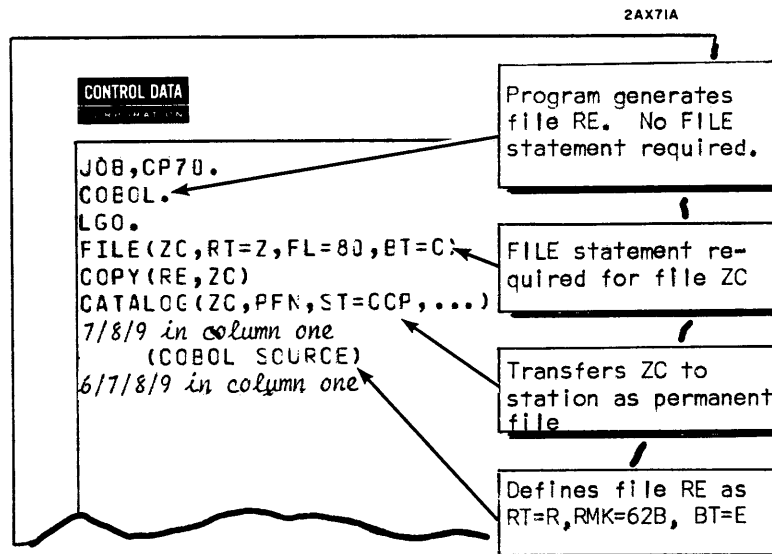 2AX71A
CONTROL DATA
CORPORATION
Program generates
file RE. No FILE
statement required.
JOB,CP70.
COBOL.
LGO.
FILE(ZC,RT=Z,FL=80,BT=C)
COPY(RE,ZC)
CATALOG(ZC,PFN,ST=CCP,...)
7/8/9 in column one
(COBOL SOURCE)
6/7/8/9 in column one
FILE statement re-
quired for file ZC
Transfers ZC to
station as permanent
file
Defines file RE as
RT=R,RMK=62B, BT=E